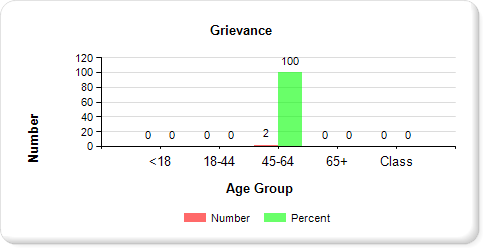 Grievance
Number
120
100
80
60
40
20
0
0 0 0 0 2 100 0 0 0 0
<18 18-44 45-64 65+ Class
Age Group
Number Percent